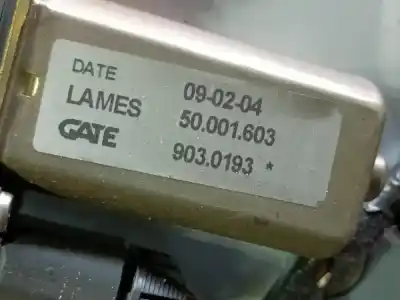 DATE 09-02-04
LAMES 50.001.603
GATE 903.0193 *